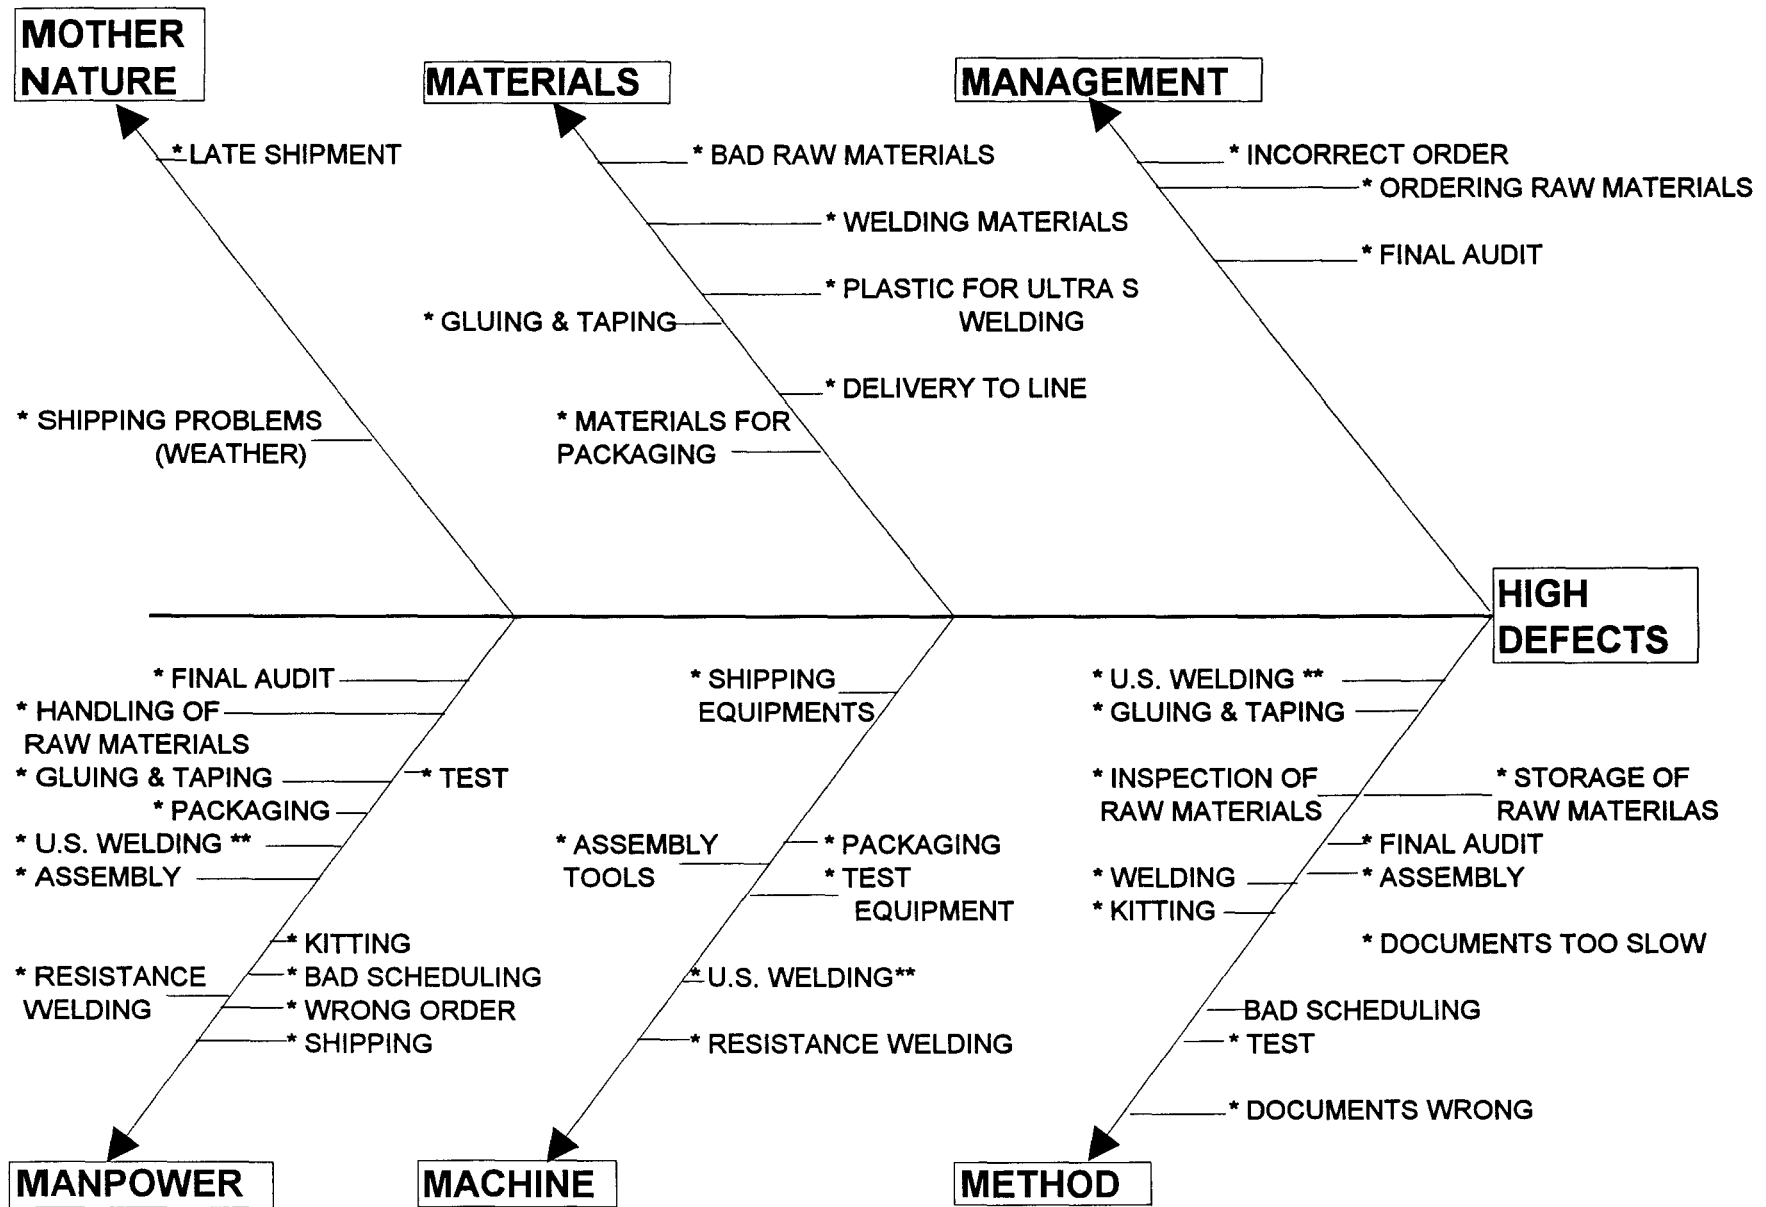 MOTHER
NATURE
MATERIALS
MANAGEMENT
* LATE SHIPMENT
* SHIPPING PROBLEMS
(WEATHER)
* BAD RAW MATERIALS
* WELDING MATERIALS
* PLASTIC FOR ULTRA S
WELDING
* GLUING & TAPING
* DELIVERY TO LINE
* MATERIALS FOR
PACKAGING
* INCORRECT ORDER
* ORDERING RAW MATERIALS
* FINAL AUDIT
HIGH
DEFECTS
* FINAL AUDIT
* HANDLING OF
RAW MATERIALS
* GLUING & TAPING
* TEST
* PACKAGING
* U.S. WELDING **
* ASSEMBLY
* KITTING
* RESISTANCE
WELDING
* BAD SCHEDULING
* WRONG ORDER
* SHIPPING
* SHIPPING
EQUIPMENTS
* ASSEMBLY
TOOLS
* PACKAGING
* TEST
EQUIPMENT
* U.S. WELDING**
* RESISTANCE WELDING
* U.S. WELDING **
* GLUING & TAPING
* INSPECTION OF
RAW MATERIALS
* STORAGE OF
RAW MATERILAS
* FINAL AUDIT
* WELDING
* ASSEMBLY
* KITTING
* DOCUMENTS TOO SLOW
BAD SCHEDULING
* TEST
* DOCUMENTS WRONG
MANPOWER
MACHINE
METHOD